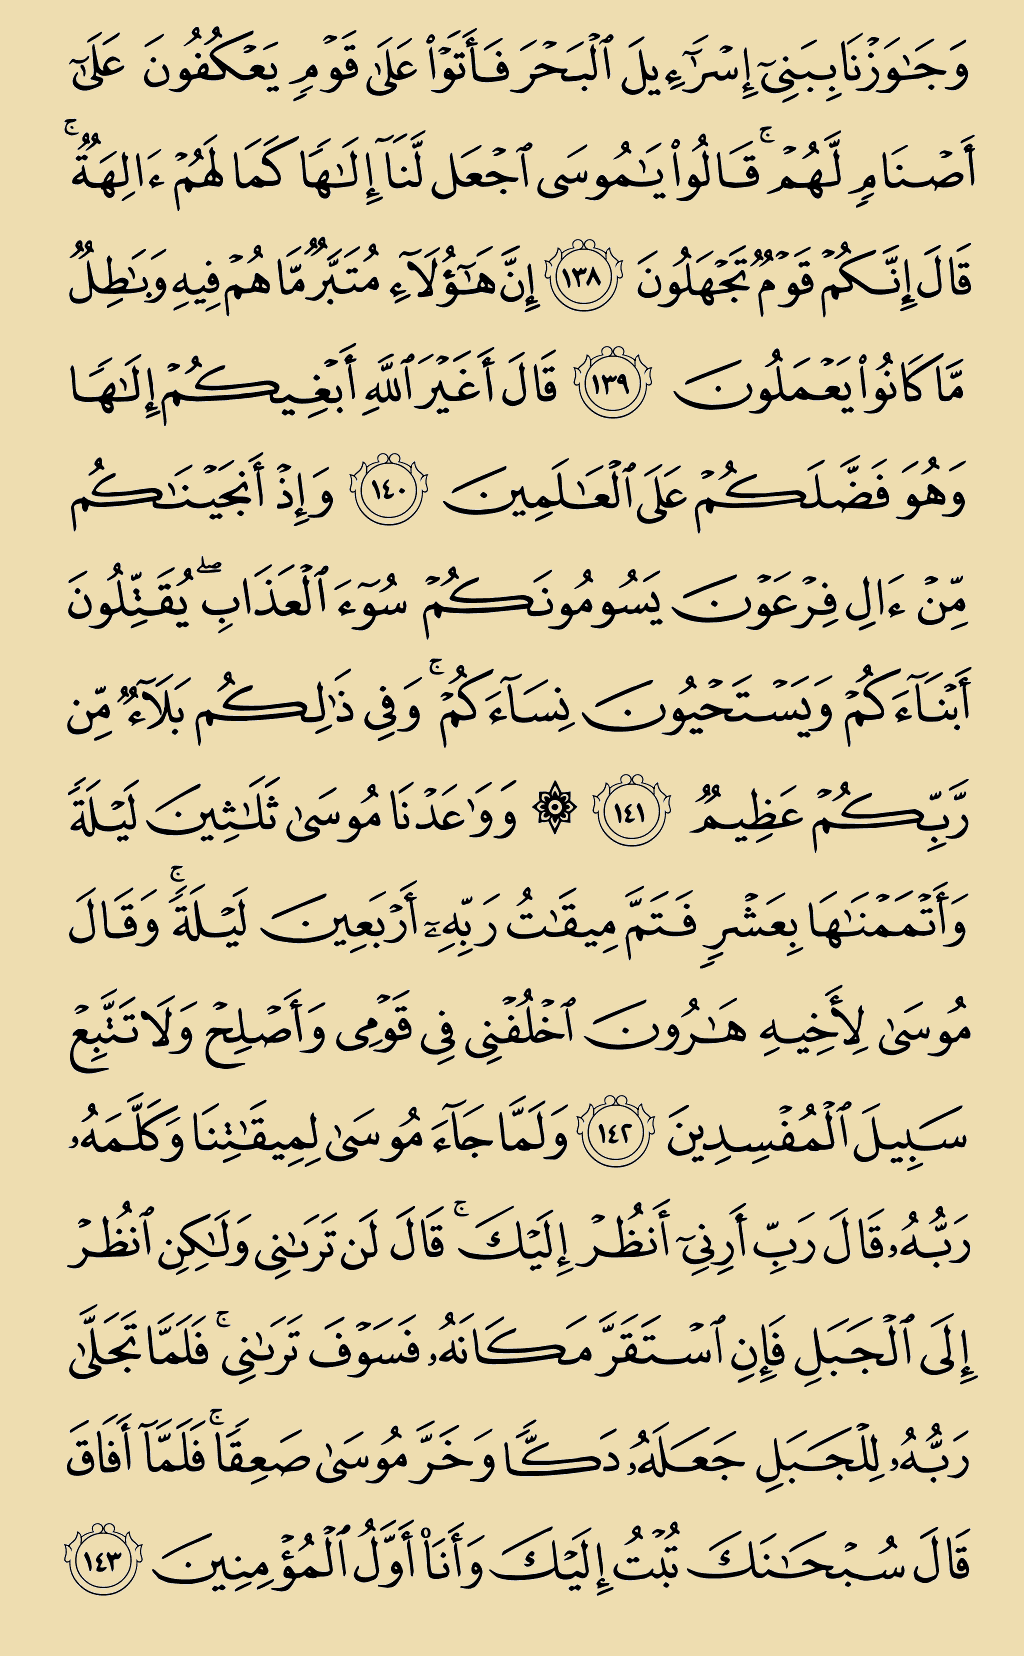 وَجَـٰوَزْنَا بِبَنِىٓ إِسْرَٰٓءِيلَ ٱلْبَحْرَ فَأَتَوْا۟ عَلَىٰ قَوْمٍ يَعْكُفُونَ عَلَىٰٓ
أَصْنَامٍ لَّهُمْ ۚ قَالُوا۟ يَـٰمُوسَى ٱجْعَل لَّنَآ إِلَـٰهًا كَمَا لَهُمْ ءَالِهَةٌ ۚ
قَالَ إِنَّكُمْ قَوْمٌ تَجْهَلُونَ ١٣٨ إِنَّ هَـٰٓؤُلَآءِ مُتَبَّرٌ مَّا هُمْ فِيهِ وَبَـٰطِلٌ
مَّا كَانُوا۟ يَعْمَلُونَ ١٣٩ قَالَ أَغَيْرَ ٱللَّهِ أَبْغِيكُمْ إِلَـٰهًا
وَهُوَ فَضَّلَكُمْ عَلَى ٱلْعَـٰلَمِينَ ١٤٠ وَإِذْ أَنجَيْنَـٰكُم
مِّنْ ءَالِ فِرْعَوْنَ يَسُومُونَكُمْ سُوٓءَ ٱلْعَذَابِ ۖ يُقَتِّلُونَ
أَبْنَآءَكُمْ وَيَسْتَحْيُونَ نِسَآءَكُمْ ۚ وَفِى ذَٰلِكُم بَلَآءٌ مِّن
رَّبِّكُمْ عَظِيمٌ ١٤١ ۞ وَوَٰعَدْنَا مُوسَىٰ ثَلَـٰثِينَ لَيْلَةً
وَأَتْمَمْنَـٰهَا بِعَشْرٍ فَتَمَّ مِيقَـٰتُ رَبِّهِۦٓ أَرْبَعِينَ لَيْلَةً ۚ وَقَالَ
مُوسَىٰ لِأَخِيهِ هَـٰرُونَ ٱخْلُفْنِى فِى قَوْمِى وَأَصْلِحْ وَلَا تَتَّبِعْ
سَبِيلَ ٱلْمُفْسِدِينَ ١٤٢ وَلَمَّا جَآءَ مُوسَىٰ لِمِيقَـٰتِنَا وَكَلَّمَهُۥ
رَبُّهُۥ قَالَ رَبِّ أَرِنِىٓ أَنظُرْ إِلَيْكَ ۚ قَالَ لَن تَرَىٰنِى وَلَـٰكِنِ ٱنظُرْ
إِلَى ٱلْجَبَلِ فَإِنِ ٱسْتَقَرَّ مَكَانَهُۥ فَسَوْفَ تَرَىٰنِى ۚ فَلَمَّا تَجَلَّىٰ
رَبُّهُۥ لِلْجَبَلِ جَعَلَهُۥ دَكًّا وَخَرَّ مُوسَىٰ صَعِقًا ۚ فَلَمَّآ أَفَاقَ
قَالَ سُبْحَـٰنَكَ تُبْتُ إِلَيْكَ وَأَنَا۠ أَوَّلُ ٱلْمُؤْمِنِينَ ١٤٣